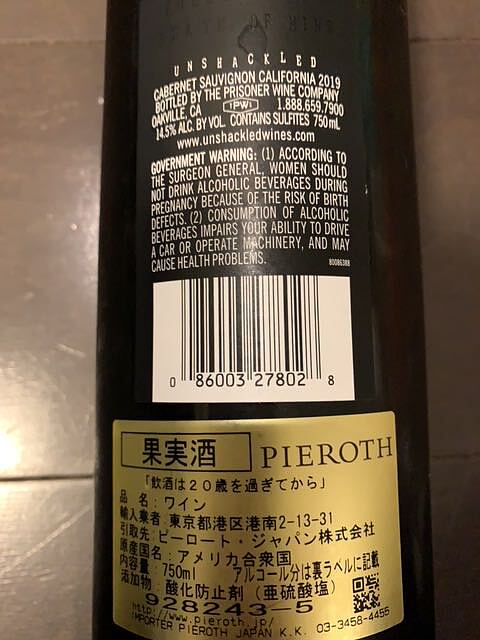 UNSHACKLED
CABERNET SAUVIGNON CALIFORNIA 2019
BOTTLED BY THE PRISONER WINE COMPANY
OAKVILLE, CA TPWC 1.888.659.7900
14.5% ALC. BY VOL. CONTAINS SULFITES 750mL
www.unshackledwines.com
GOVERNMENT WARNING: (1) ACCORDING TO
THE SURGEON GENERAL, WOMEN SHOULD
NOT DRINK ALCOHOLIC BEVERAGES DURING
PREGNANCY BECAUSE OF THE RISK OF BIRTH
DEFECTS. (2) CONSUMPTION OF ALCOHOLIC
BEVERAGES IMPAIRS YOUR ABILITY TO DRIVE
A CAR OR OPERATE MACHINERY, AND MAY
CAUSE HEALTH PROBLEMS. 80086388
0 86003 27802 8
果実酒 PIEROTH
「飲酒は20歳を過ぎてから」
品 名:ワイン
輸入業者:東京都港区港南2-13-31
引取先:ピーロート・ジャパン株式会社
原産国名:アメリカ合衆国
内容量:750ml アルコール分は裏ラベルに記載
添加物:酸化防止剤(亜硫酸塩)
928243-5
http://www.pieroth.jp/
IMPORTER PIEROTH JAPAN K.K. 03-3458-4455